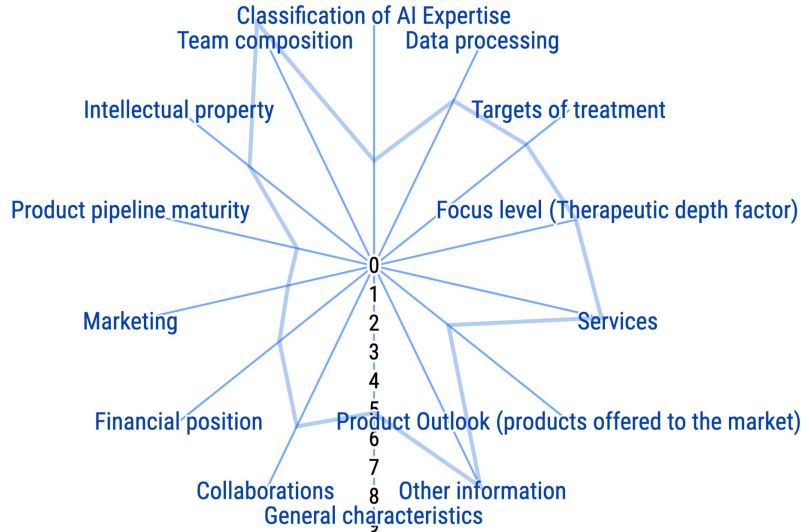 Classification of AI Expertise
Team composition
Data processing
Intellectual property
Targets of treatment
Product pipeline maturity
Focus level (Therapeutic depth factor)
0
1
Marketing
2
Services
3
4
5
Financial position
Product Outlook (products offered to the market)
6
7
Collaborations
8
Other information
General characteristics
9